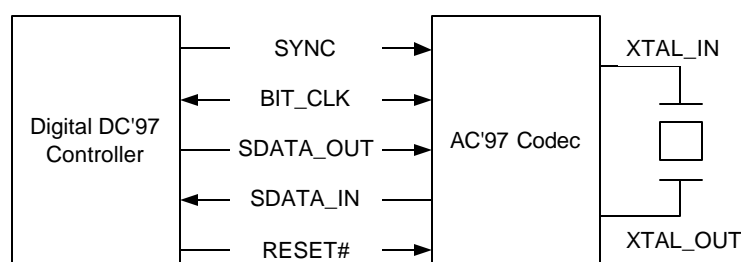 SYNC
XTAL_IN
BIT_CLK
Digital DC'97
Controller
SDATA_OUT
AC'97 Codec
SDATA_IN
RESET#
XTAL_OUT